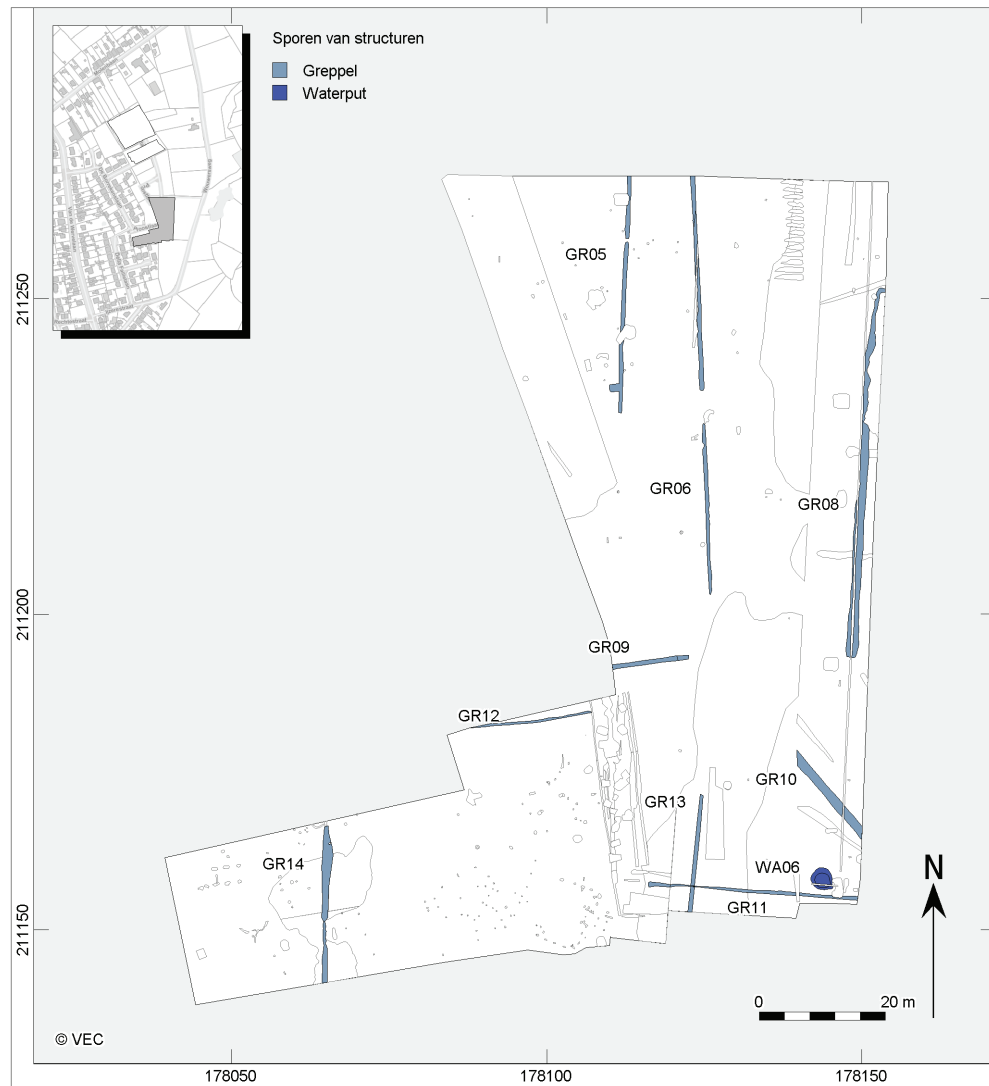 Sporen van structuren
Greppel
Waterput
GR05
GR06
GR08
GR09
GR12
GR10
GR13
GR14
WA06
GR11
N
0 20 m
© VEC
211250
211200
211150
178050 178100 178150